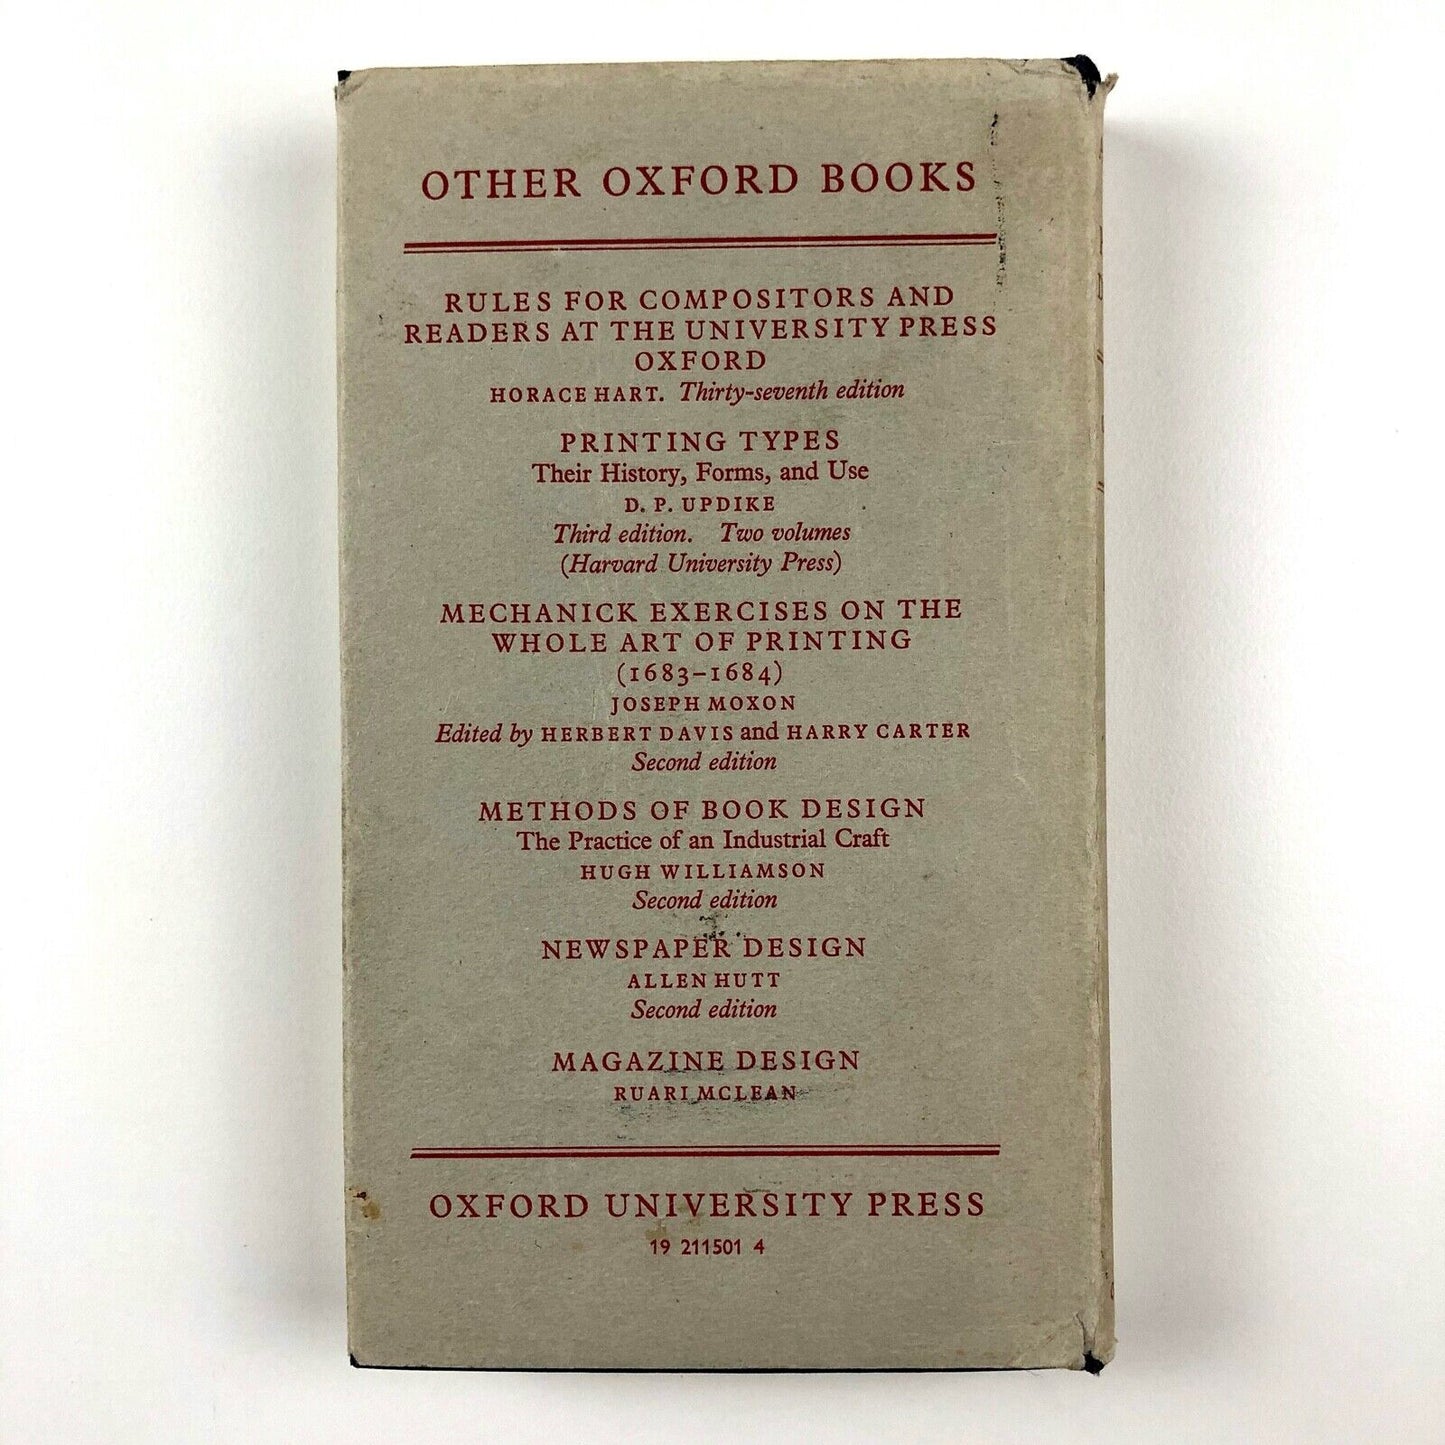 OTHER OXFORD BOOKS
RULES FOR COMPOSITORS AND
READERS AT THE UNIVERSITY PRESS
OXFORD
HORACE HART. Thirty-seventh edition
PRINTING TYPES
Their History, Forms, and Use
D. P. UPDIKE
Third edition. Two volumes
(Harvard University Press)
MECHANICK EXERCISES ON THE
WHOLE ART OF PRINTING
(1683–1684)
JOSEPH MOXON
Edited by HERBERT DAVIS and HARRY CARTER
Second edition
METHODS OF BOOK DESIGN
The Practice of an Industrial Craft
HUGH WILLIAMSON
Second edition
NEWSPAPER DESIGN
ALLEN HUTT
Second edition
MAGAZINE DESIGN
RUARI MCLEAN
OXFORD UNIVERSITY PRESS
19 211501 4